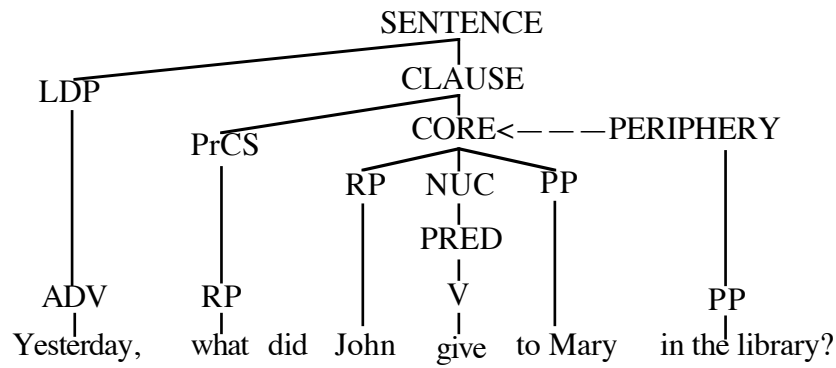 SENTENCE
LDP CLAUSE
PrCS CORE<– – –PERIPHERY
RP NUC PP
PRED
ADV RP V PP
Yesterday, what did John give to Mary in the library?